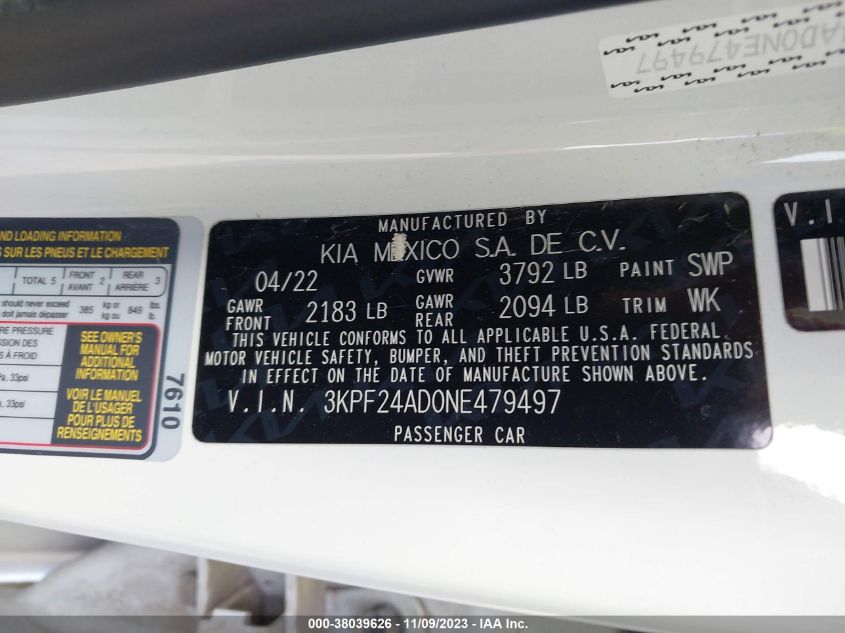 ADONE479497
ND LOADING INFORMATION
S SUR LES PNEUS ET LE CHARGEMENT
TOTAL 5 FRONT 2 REAR 3
AVANT ARRIÈRE
should never exceed 385 kg or 849 lbs.
doit jamais dépasser kg ou lb.
RE PRESSURE
SSION DES
S À FROID
Pa, 33psi
a, 33psi
SEE OWNER'S
MANUAL FOR
ADDITIONAL
INFORMATION
VOIR LE MANUEL
DE L'USAGER
POUR PLUS DE
RENSEIGNEMENTS
7610
MANUFACTURED BY
KIA MEXICO S.A. DE C.V.
04/22 GVWR 3792 LB PAINT SWP
GAWR FRONT 2183 LB GAWR REAR 2094 LB TRIM WK
THIS VEHICLE CONFORMS TO ALL APPLICABLE U.S.A. FEDERAL
MOTOR VEHICLE SAFETY, BUMPER, AND THEFT PREVENTION STANDARDS
IN EFFECT ON THE DATE OF MANUFACTURE SHOWN ABOVE.
V.I.N. 3KPF24AD0NE479497
PASSENGER CAR
V.I.
000-38039626 - 11/09/2023 - IAA Inc.